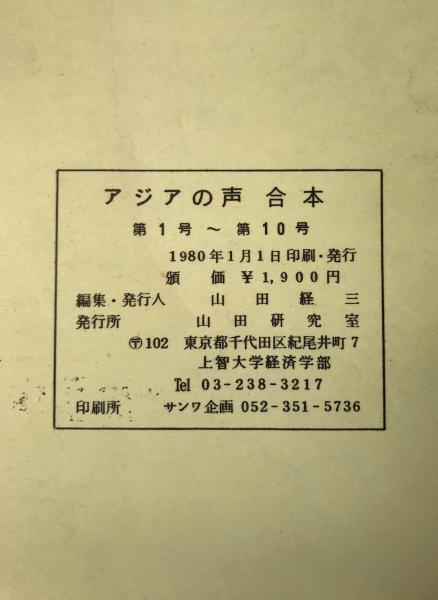 アジアの声 合本
第1号 〜 第10号
1980年1月1日印刷・発行
頒 価 ¥1,900円
編集・発行人 山田経三
発行所 山田研究室
〶102 東京都千代田区紀尾井町7
上智大学経済学部
Tel 03-238-3217
印刷所 サンワ企画 052-351-5736